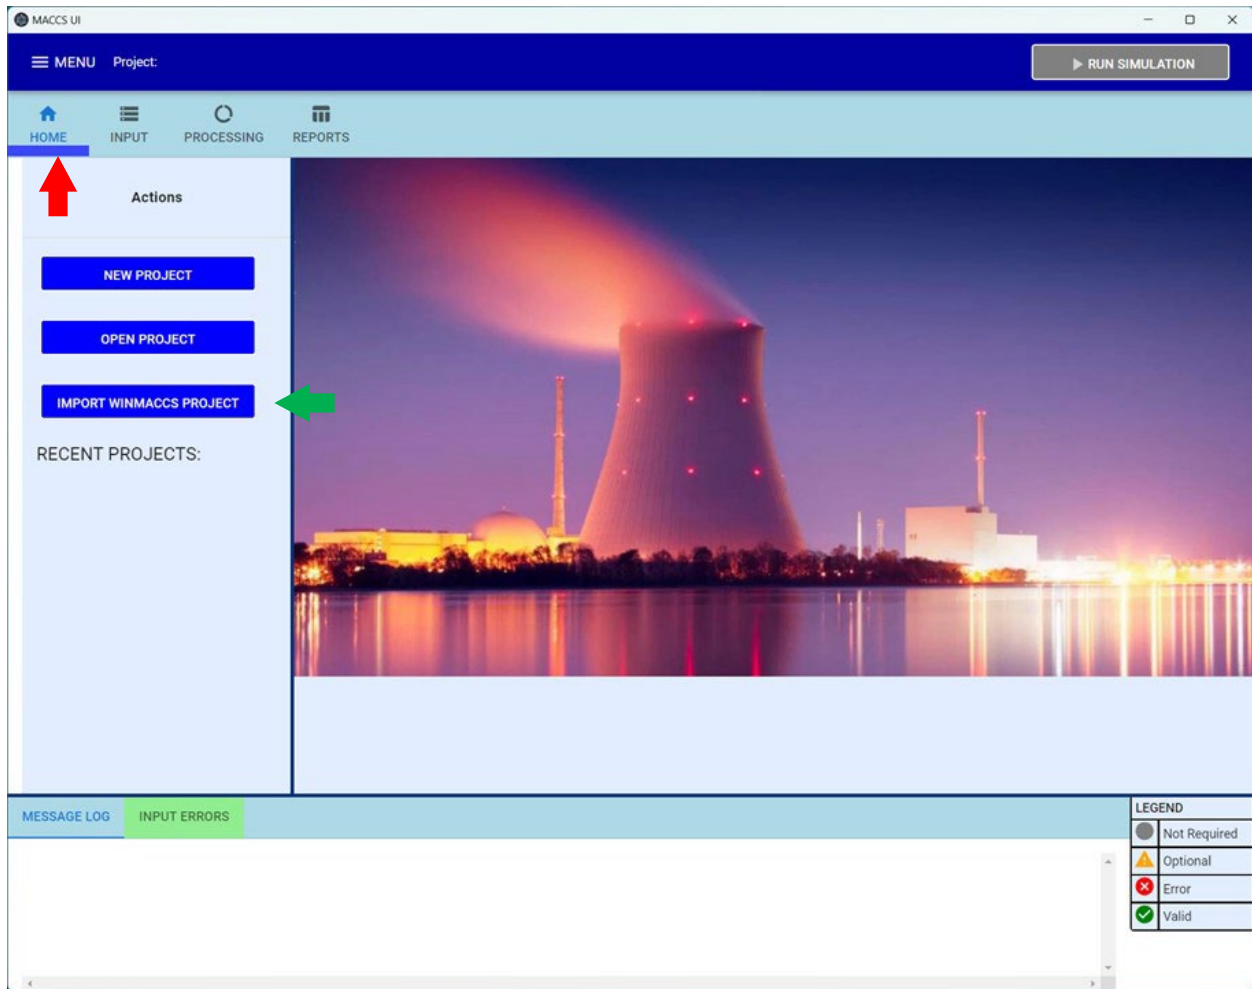 MACCS UI
MENU Project:
RUN SIMULATION
HOME INPUT PROCESSING REPORTS
Actions
NEW PROJECT
OPEN PROJECT
IMPORT WINMACCS PROJECT
RECENT PROJECTS:
MESSAGE LOG INPUT ERRORS
LEGEND
Not Required
Optional
Error
Valid